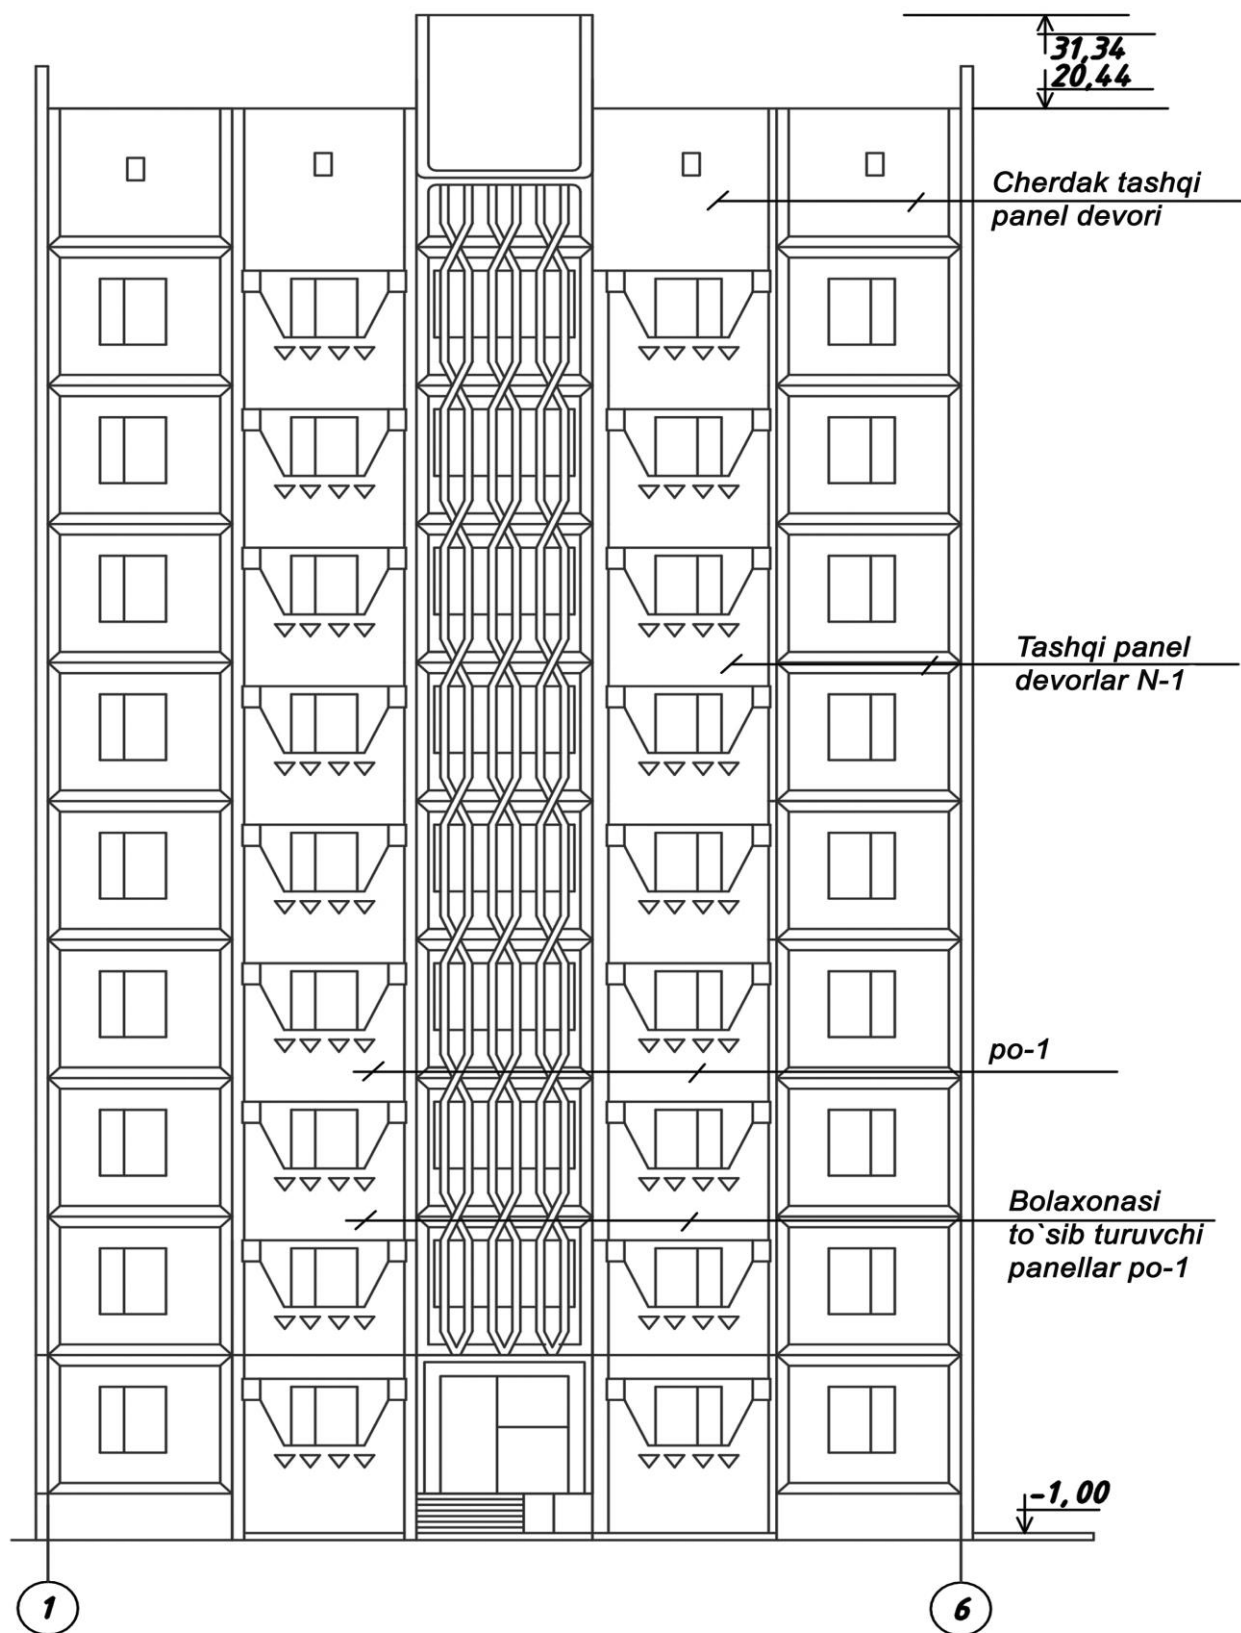 31,34
20,44
Cherdak tashqi
panel devori
Tashqi panel
devorlar N-1
po-1
Bolaxonasi
to`sib turuvchi
panellar po-1
-1,00
1
6